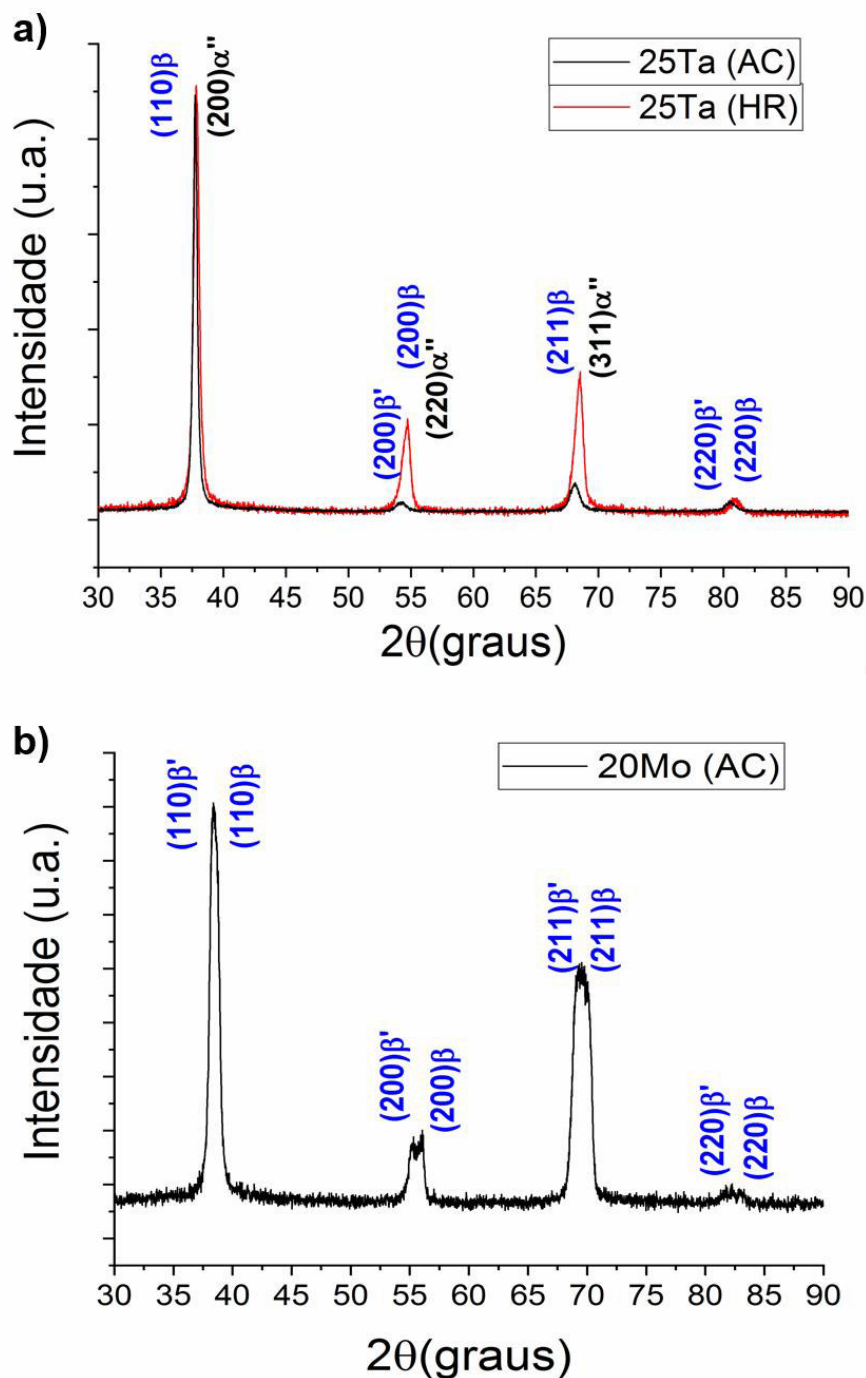 a)
25Ta (AC)
25Ta (HR)
(110)β
(200)α"
(200)β'
(200)β
(220)α"
(211)β
(311)α"
(220)β'
(220)β
Intensidade (u.a.)
30 35 40 45 50 55 60 65 70 75 80 85 90
2θ(graus)
b)
20Mo (AC)
(110)β'
(110)β
(200)β'
(200)β
(211)β'
(211)β
(220)β'
(220)β
Intensidade (u.a.)
30 35 40 45 50 55 60 65 70 75 80 85 90
2θ(graus)